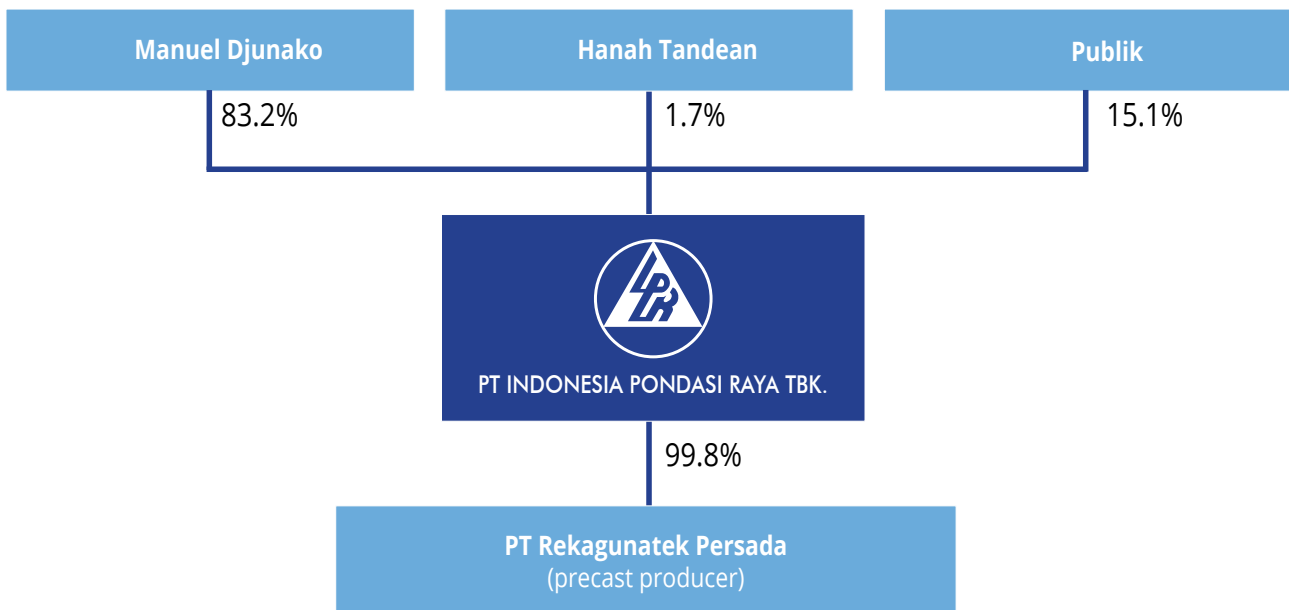 Manuel Djunako
Hanah Tandean
Publik
83.2%
1.7%
15.1%
IPR
PT INDONESIA PONDASI RAYA TBK.
99.8%
PT Rekagunatek Persada
(precast producer)